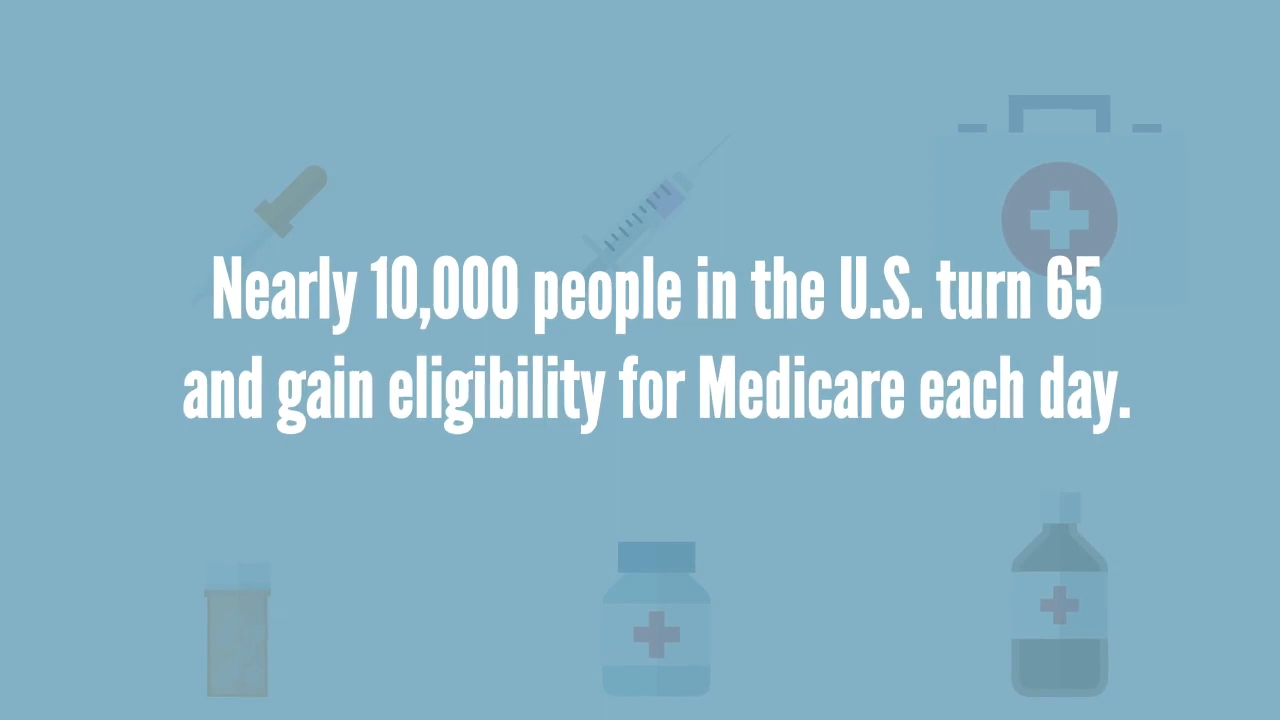 Nearly 10,000 people in the U.S. turn 65
and gain eligibility for Medicare each day.